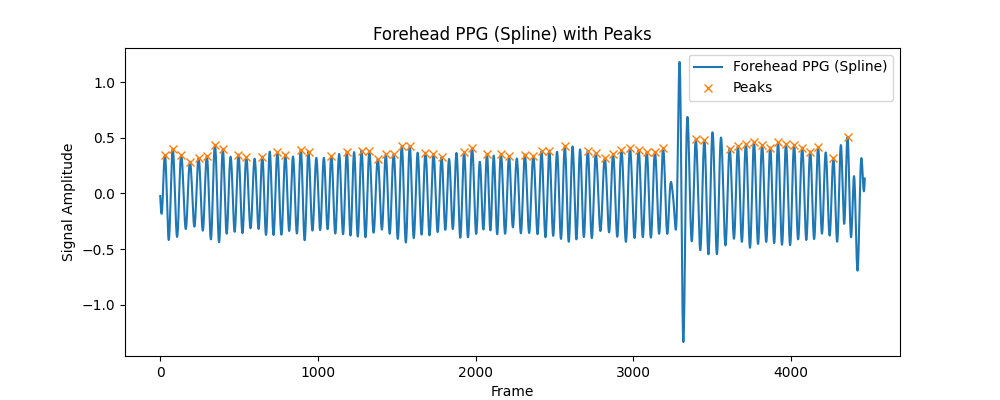 Forehead PPG (Spline) with Peaks
Forehead PPG (Spline)
Peaks
1.0
0.5
0.0
−0.5
−1.0
Signal Amplitude
0
1000
2000
3000
4000
Frame